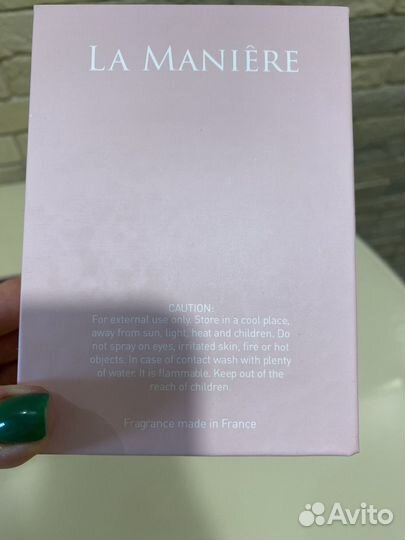 LA MANIÊRE
CAUTION:
For external use only. Store in a cool place,
away from sun, light, heat and children. Do
not spray on eyes, irritated skin, fire or hot
objects. In case of contact wash with plenty
of water. It is flammable. Keep out of the
reach of children.
Fragrance made in France
Avito